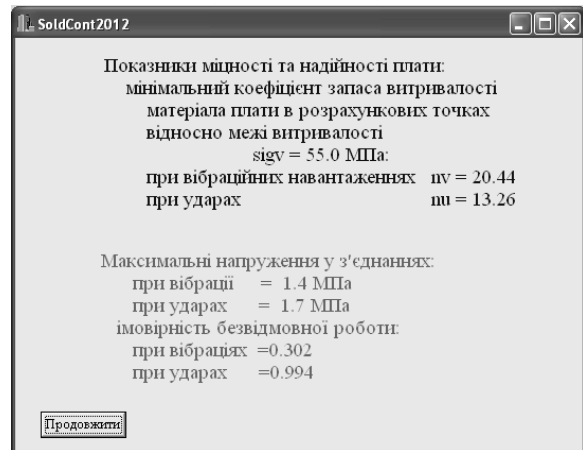 SoldCont2012
Показники міцності та надійності плати:
мінімальний коефіцієнт запаса витривалості
матеріала плати в розрахункових точках
відносно межі витривалості
sigv = 55.0 МПа:
при вібраційних навантаженнях nv = 20.44
при ударах nu = 13.26
Максимальні напруження у з'єднаннях:
при вібрації = 1.4 МПа
при ударах = 1.7 МПа
імовірність безвідмовної роботи:
при вібраціях =0.302
при ударах =0.994
Продовжити